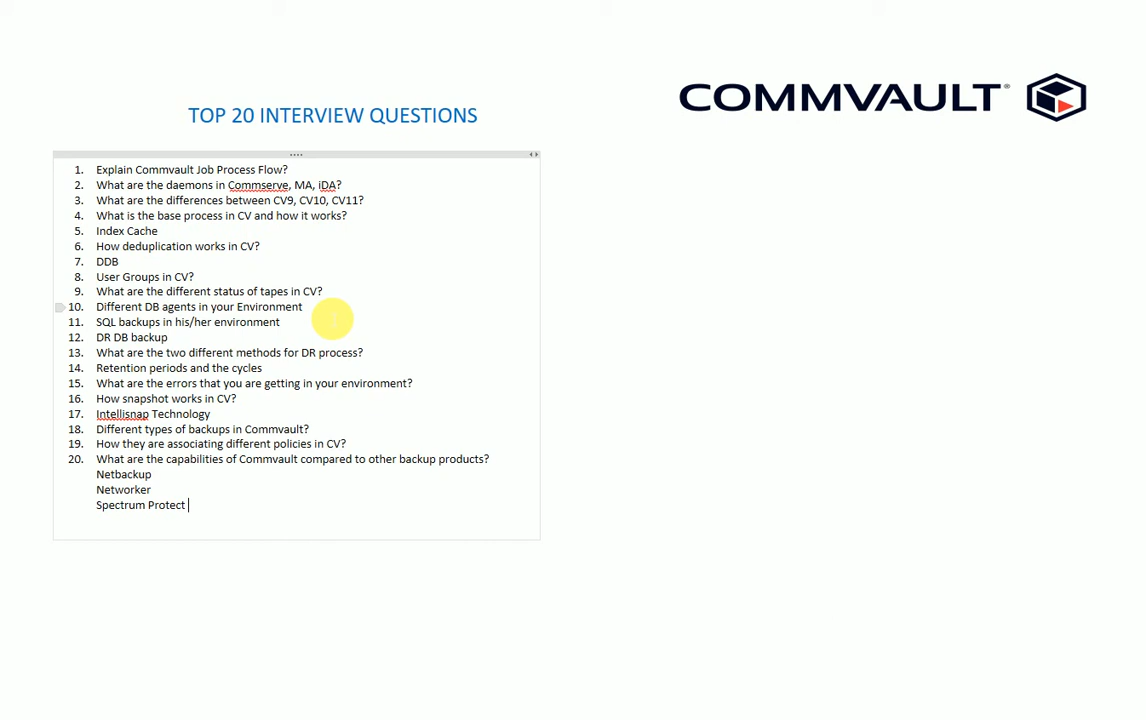 COMMVAULT®
TOP 20 INTERVIEW QUESTIONS
1. Explain Commvault Job Process Flow?
2. What are the daemons in Commserve, MA, iDA?
3. What are the differences between CV9, CV10, CV11?
4. What is the base process in CV and how it works?
5. Index Cache
6. How deduplication works in CV?
7. DDB
8. User Groups in CV?
9. What are the different status of tapes in CV?
10. Different DB agents in your Environment
11. SQL backups in his/her environment
12. DR DB backup
13. What are the two different methods for DR process?
14. Retention periods and the cycles
15. What are the errors that you are getting in your environment?
16. How snapshot works in CV?
17. Intellisnap Technology
18. Different types of backups in Commvault?
19. How they are associating different policies in CV?
20. What are the capabilities of Commvault compared to other backup products?
Netbackup
Networker
Spectrum Protect